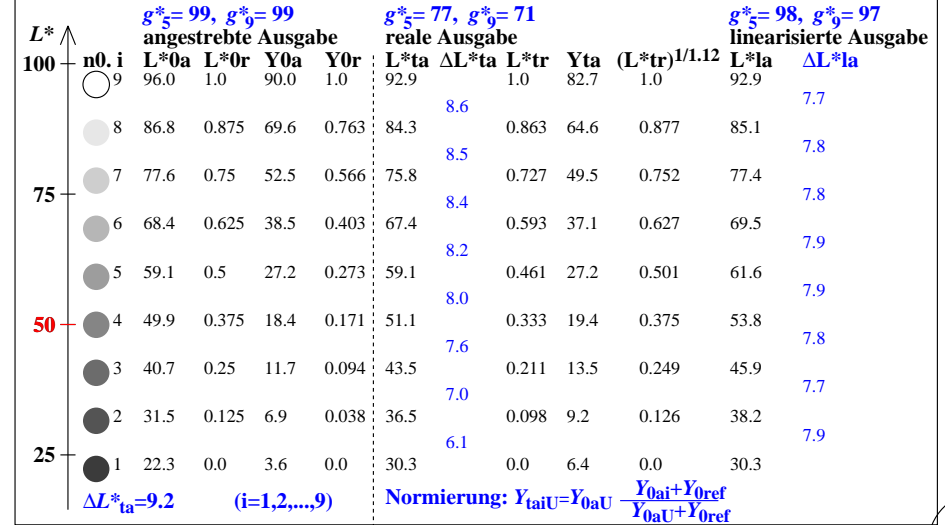 g*5= 99, g*9= 99 g*5= 77, g*9= 71 g*5= 98, g*9= 97
L* angestrebte Ausgabe reale Ausgabe linearisierte Ausgabe
100 n0. i L*0a L*0r Y0a Y0r L*ta ΔL*ta L*tr Yta (L*tr)1/1.12 L*la ΔL*la
9 96.0 1.0 90.0 1.0 92.9 1.0 82.7 1.0 92.9
8.6 7.7
8 86.8 0.875 69.6 0.763 84.3 0.863 64.6 0.877 85.1
8.5 7.8
7 77.6 0.75 52.5 0.566 75.8 0.727 49.5 0.752 77.4
75 8.4 7.8
6 68.4 0.625 38.5 0.403 67.4 0.593 37.1 0.627 69.5
8.2 7.9
5 59.1 0.5 27.2 0.273 59.1 0.461 27.2 0.501 61.6
8.0 7.9
50 4 49.9 0.375 18.4 0.171 51.1 0.333 19.4 0.375 53.8
7.6 7.8
3 40.7 0.25 11.7 0.094 43.5 0.211 13.5 0.249 45.9
7.0 7.7
2 31.5 0.125 6.9 0.038 36.5 0.098 9.2 0.126 38.2
6.1 7.9
25 1 22.3 0.0 3.6 0.0 30.3 0.0 6.4 0.0 30.3
ΔL*ta=9.2 (i=1,2,...,9) Normierung: YtaiU=Y0aU Y0ai+Y0ref
Y0aU+Y0ref